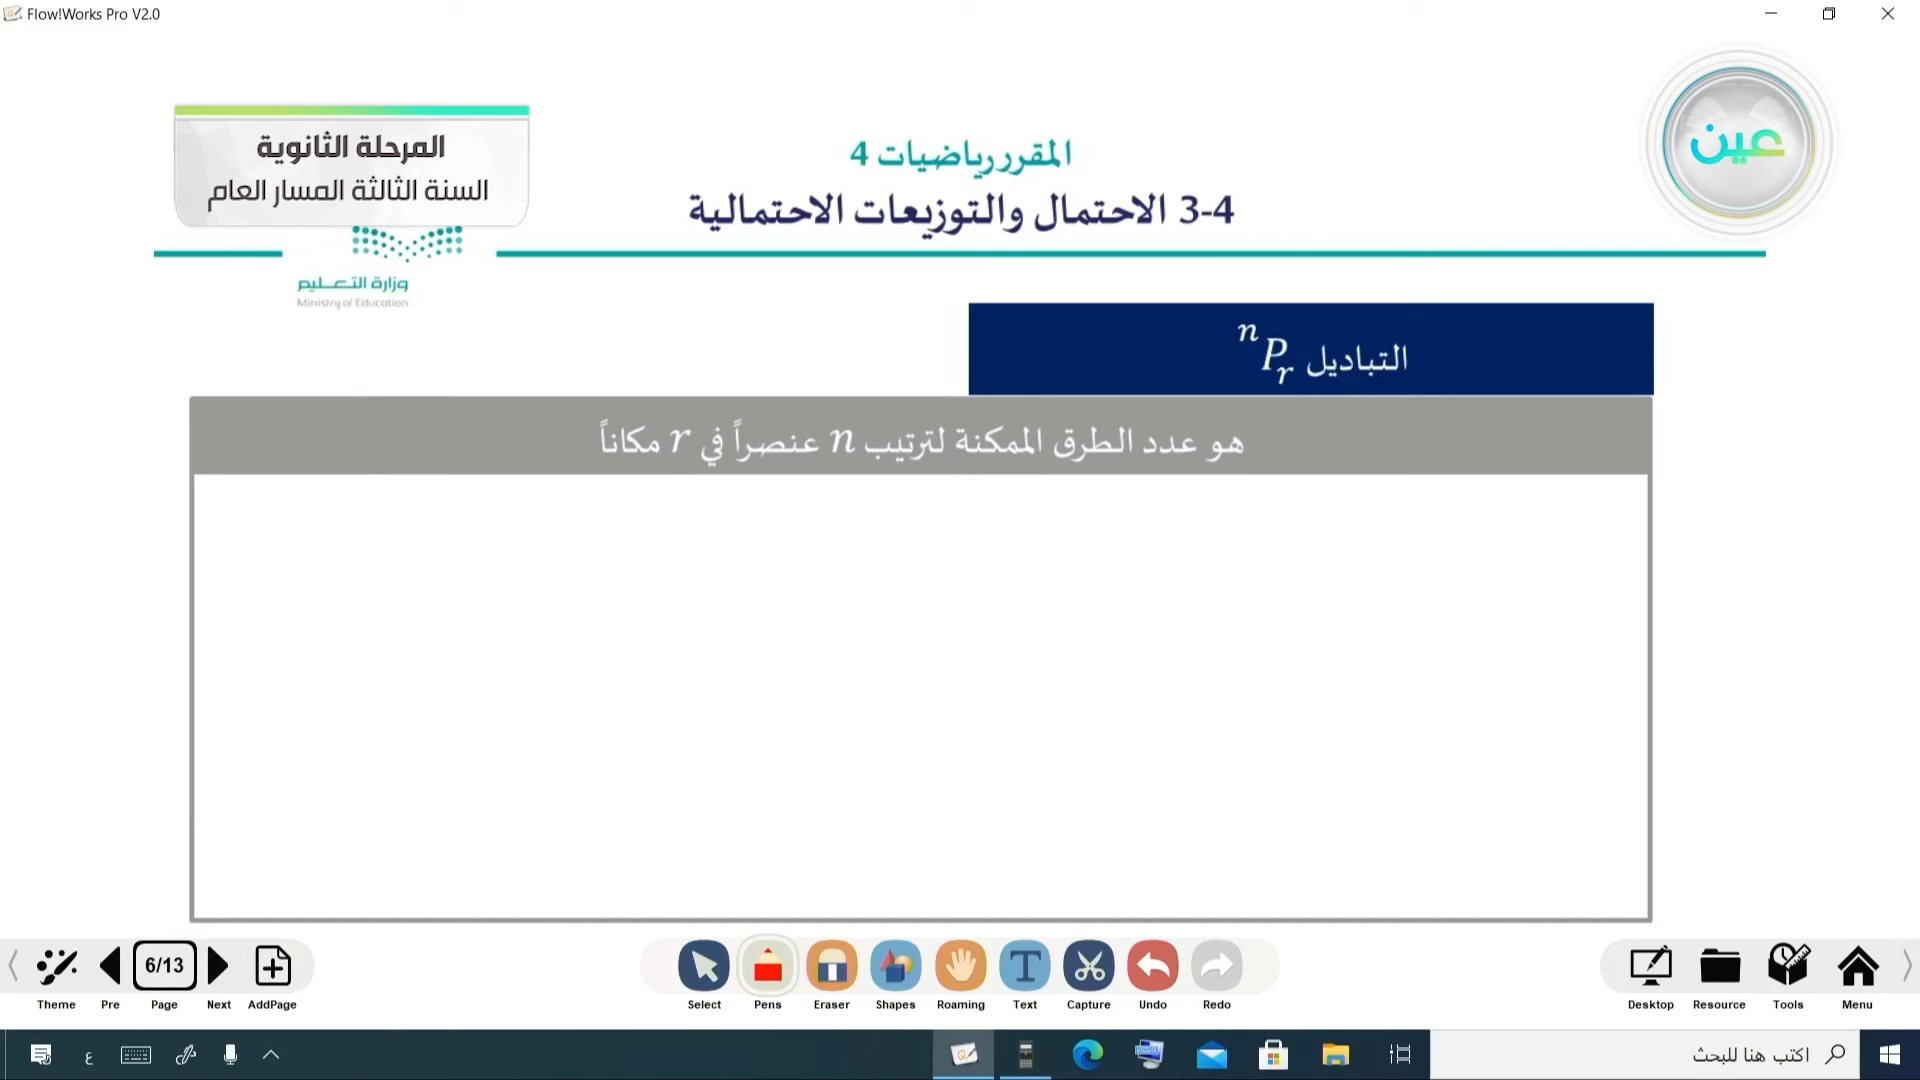 Flow!Works Pro V2.0
المرحلة الثانوية
السنة الثالثة المسار العام
المقرر رياضيات 4
3-4 الاحتمال والتوزيعات الاحتمالية
عين
وزارة التعليم
Ministry of Education
التباديل nPr
هو عدد الطرق الممكنة لترتيب n عنصراً في r مكاناً
6/13
Theme Pre Page Next AddPage
Select Pens Eraser Shapes Roaming Text Capture Undo Redo
Desktop Resource Tools Menu
ع
اكتب هنا للبحث